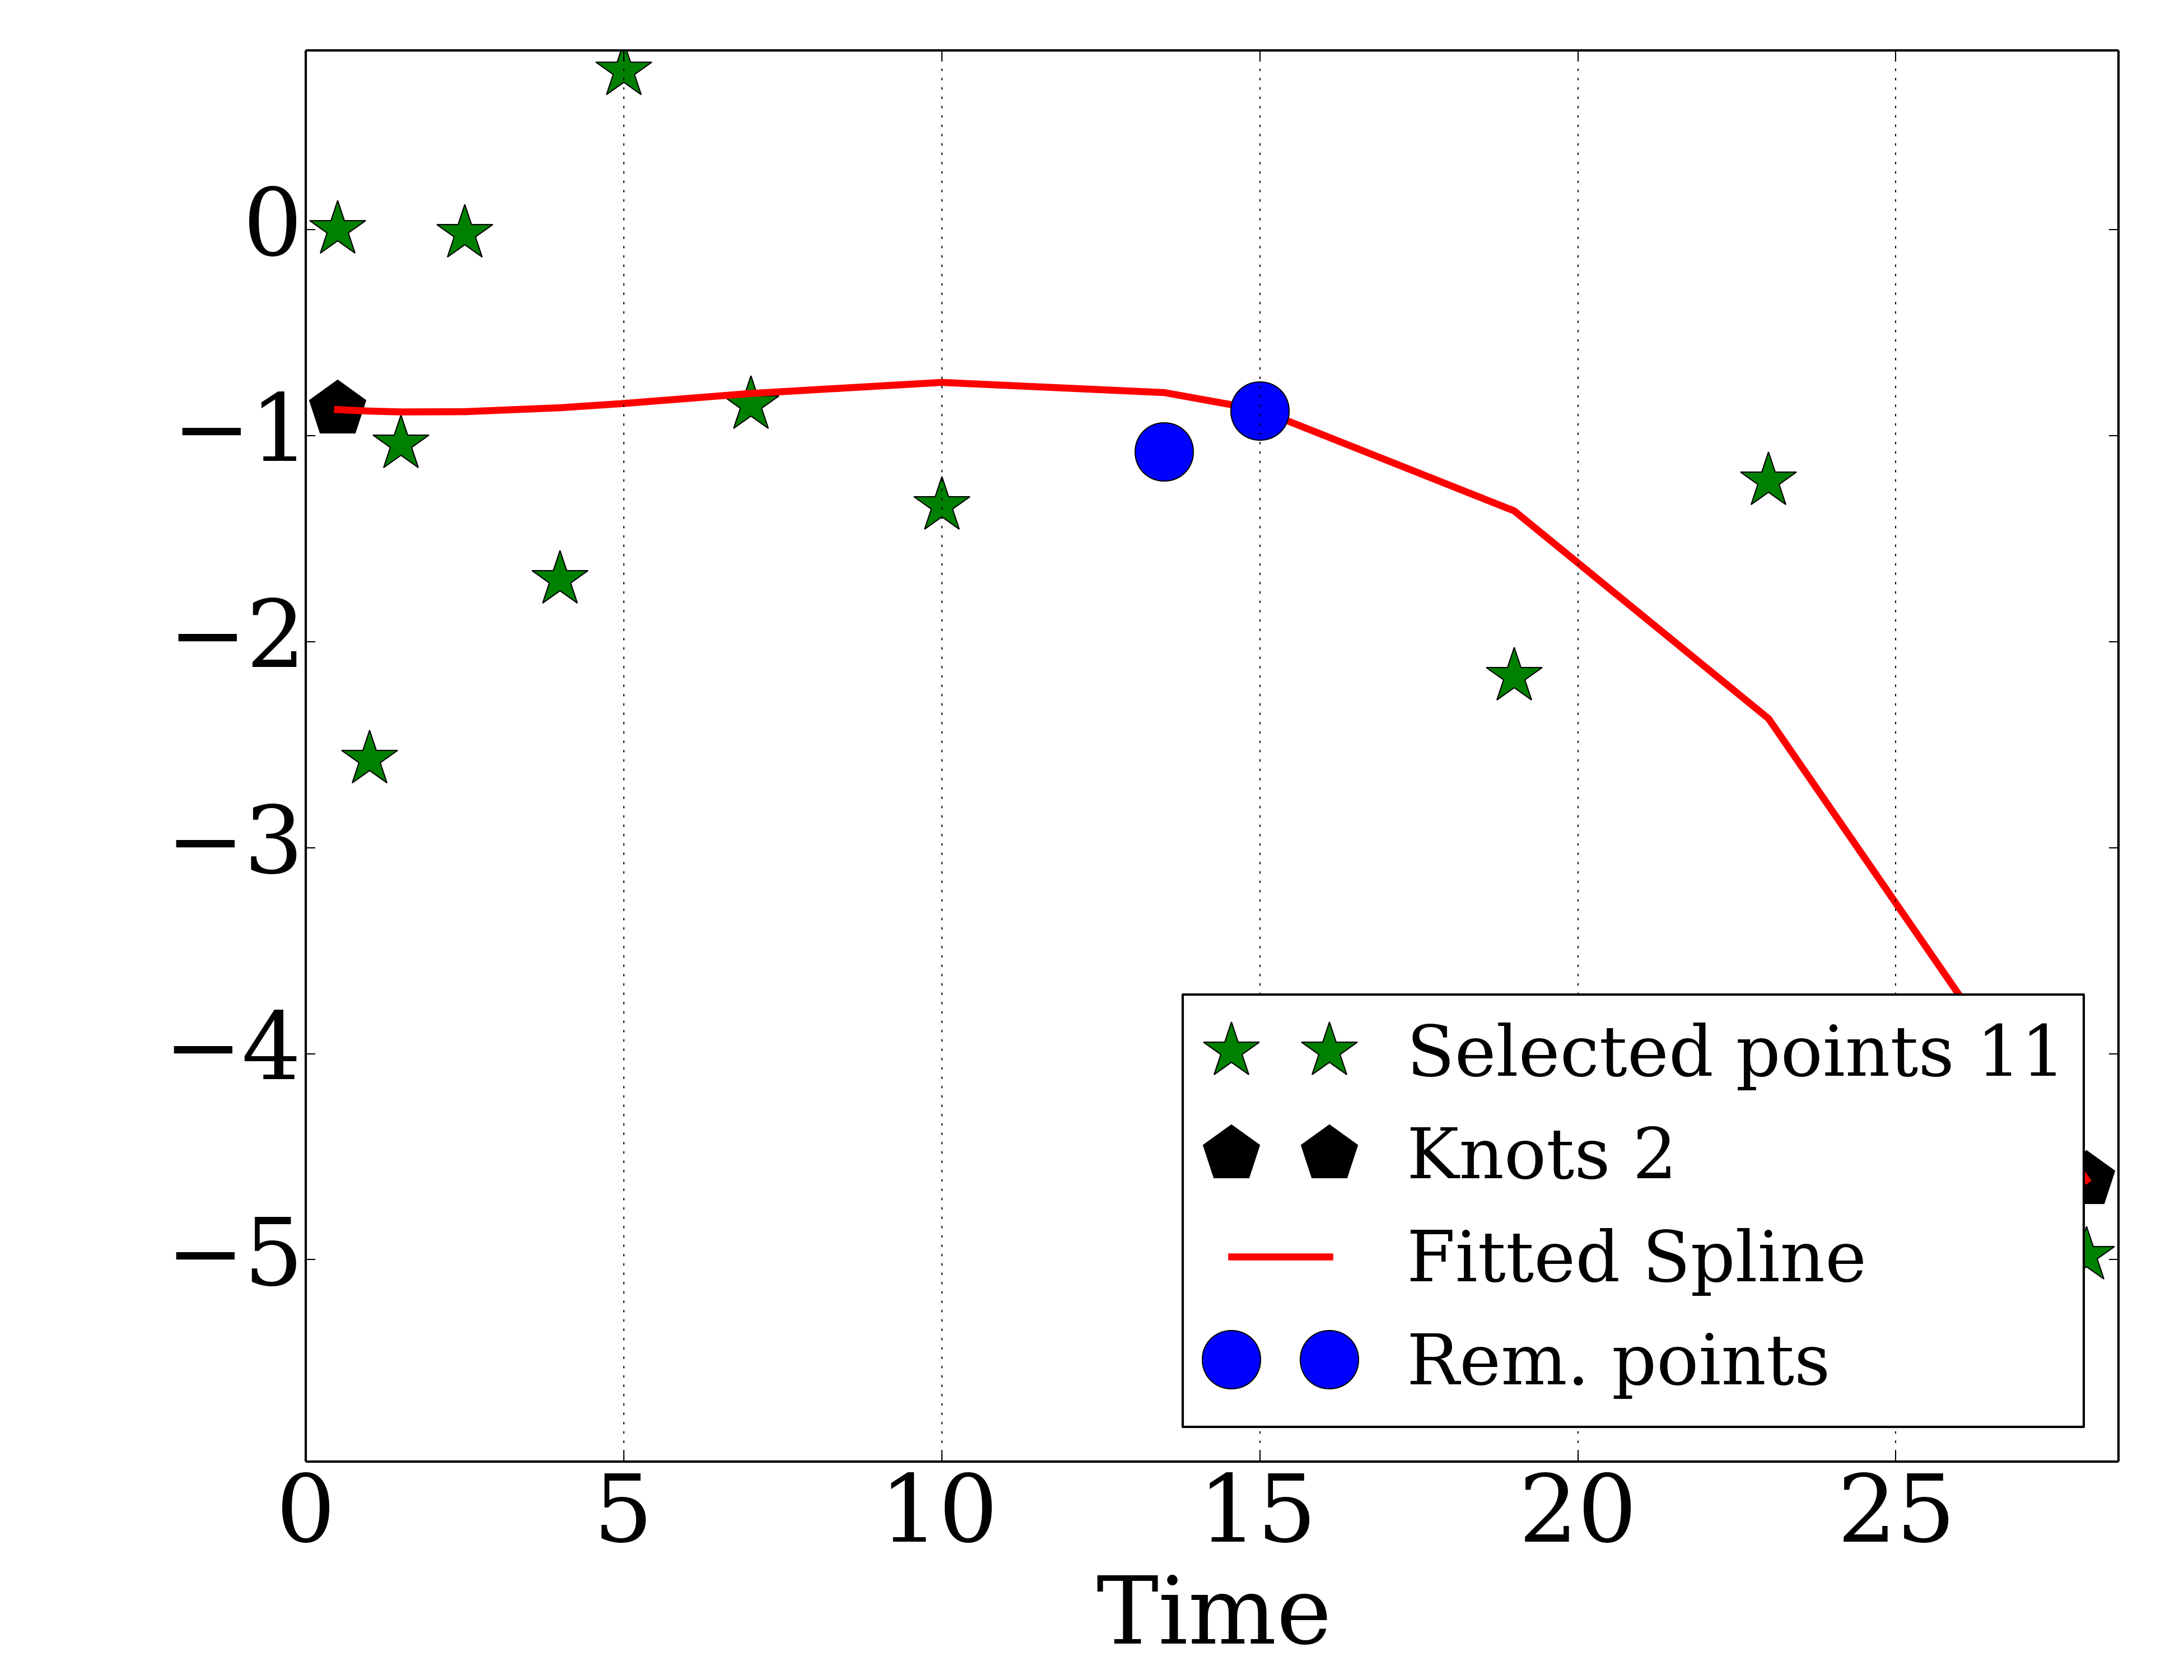 0
−1
−2
−3
−4
−5
Selected points 11
Knots 2
Fitted Spline
Rem. points
0 5 10 15 20 25
Time